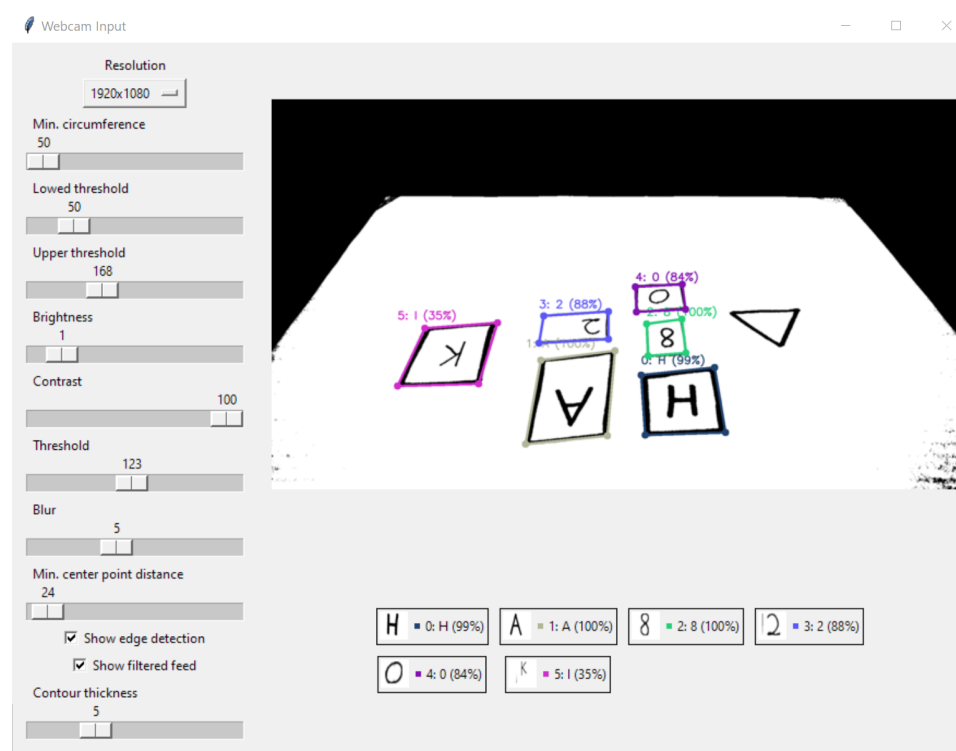 Webcam Input
Resolution
1920x1080
Min. circumference
50
Lowed threshold
50
Upper threshold
168
Brightness
1
Contrast
100
Threshold
123
Blur
5
Min. center point distance
24
Show edge detection
Show filtered feed
Contour thickness
5
4: 0 (84%)
O
3: 2 (88%)
2
5: I (35%)
K
8
0: H (99%)
A
H
H
0: H (99%)
A
1: A (100%)
8
2: 8 (100%)
2
3: 2 (88%)
O
4: 0 (84%)
K
5: I (35%)